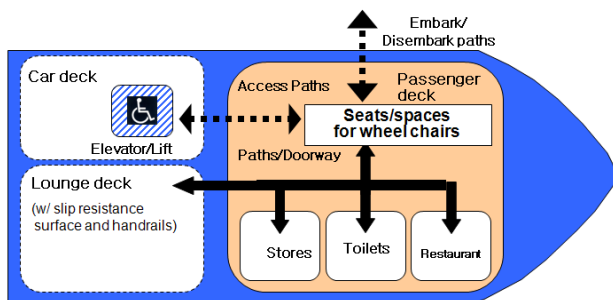 Embark/
Disembark paths
Car deck
Passenger
deck
Access Paths
Seats/spaces
for wheel chairs
Elevator/Lift
Paths/Doorway
Lounge deck
(w/ slip resistance
surface and handrails)
Stores
Toilets
Restaurant